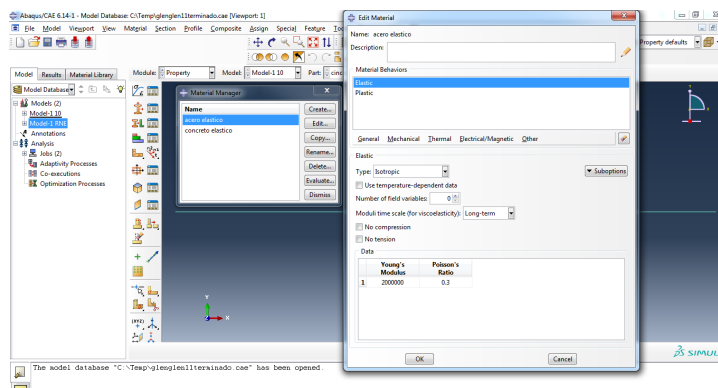 Abaqus/CAE 6.14-1 - Model Database: C:\Temp\glenglen11terminado.cae [Viewport: 1]
File Model Viewport View Material Section Profile Composite Assign Special Feature
Property defaults
Model Results Material Library
Module: Property Model: Model-1 10 Part:
Model Database
Models (2)
Model-1 10
Model-1 RNE
Annotations
Analysis
Jobs (2)
Adaptivity Processes
Co-executions
Optimization Processes
Material Manager
Name
acero elastico
concreto elastico
Create...
Edit...
Copy...
Rename...
Delete...
Evaluate...
Dismiss
Edit Material
Name: acero elastico
Description:
Material Behaviors
Elastic
Plastic
General Mechanical Thermal Electrical/Magnetic Other
Elastic
Type: Isotropic
Suboptions
Use temperature-dependent data
Number of field variables: 0
Moduli time scale (for viscoelasticity): Long-term
No compression
No tension
Data
Young's Modulus
Poisson's Ratio
1 2000000 0.3
OK Cancel
Y
X
(XYZ)
SIMUL
The model database "C:\Temp\glenglen11terminado.cae" has been opened.